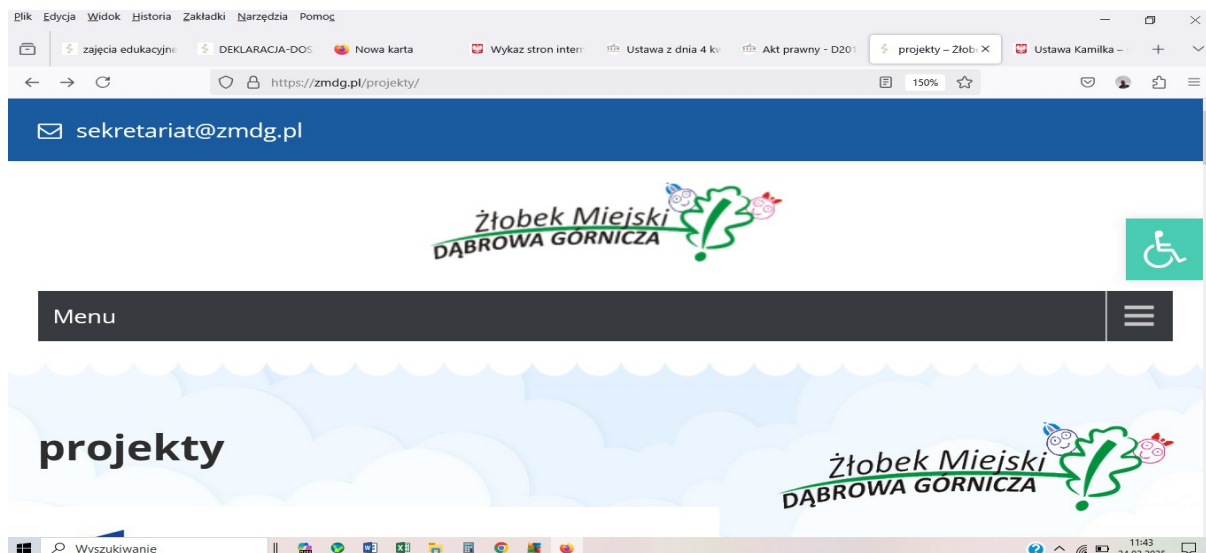 Plik Edycja Widok Historia Zakładki Narzędzia Pomoc
zajęcia edukacyjne DEKLARACJA-DOS Nowa karta Wykaz stron intern Ustawa z dnia 4 kw Akt prawny - D201 projekty – Żłob Ustawa Kamilka –
https://zmdg.pl/projekty/ 150%
sekretariat@zmdg.pl
Żłobek Miejski
DĄBROWA GÓRNICZA
Menu
projekty
Żłobek Miejski
DĄBROWA GÓRNICZA
Wyszukiwanie
11:43